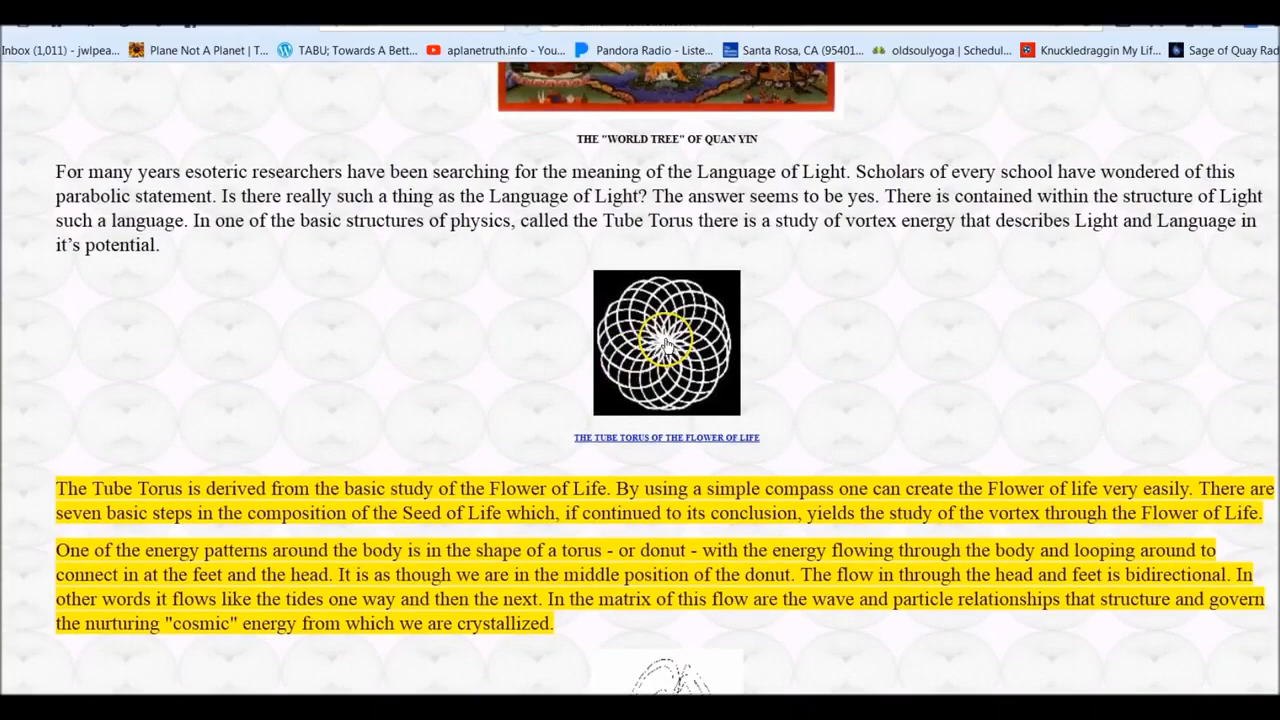 Inbox (1,011) - jwlpea... Plane Not A Planet | T... TABU; Towards A Bett... aplanetruth.info - You... Pandora Radio - Liste... Santa Rosa, CA (95401... oldsoulyoga | Schedul... Knuckledraggin My Lif... Sage of Quay Rad
THE "WORLD TREE" OF QUAN YIN
For many years esoteric researchers have been searching for the meaning of the Language of Light. Scholars of every school have wondered of this
parabolic statement. Is there really such a thing as the Language of Light? The answer seems to be yes. There is contained within the structure of Light
such a language. In one of the basic structures of physics, called the Tube Torus there is a study of vortex energy that describes Light and Language in
it’s potential.
THE TUBE TORUS OF THE FLOWER OF LIFE
The Tube Torus is derived from the basic study of the Flower of Life. By using a simple compass one can create the Flower of life very easily. There are
seven basic steps in the composition of the Seed of Life which, if continued to its conclusion, yields the study of the vortex through the Flower of Life.
One of the energy patterns around the body is in the shape of a torus - or donut - with the energy flowing through the body and looping around to
connect in at the feet and the head. It is as though we are in the middle position of the donut. The flow in through the head and feet is bidirectional. In
other words it flows like the tides one way and then the next. In the matrix of this flow are the wave and particle relationships that structure and govern
the nurturing "cosmic" energy from which we are crystallized.